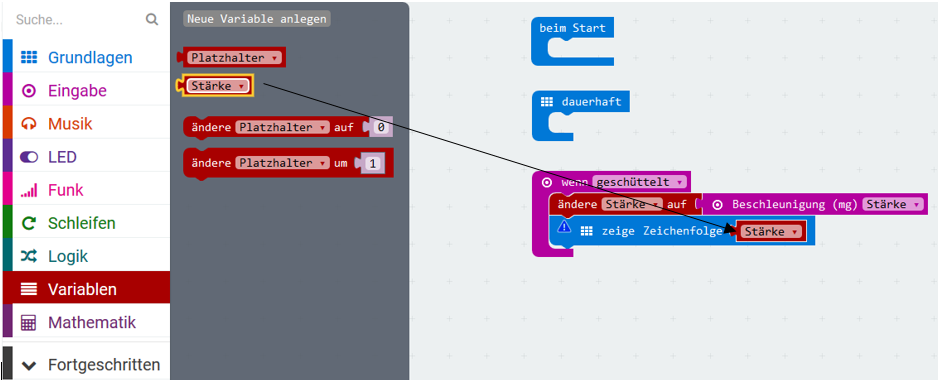 Suche...
Grundlagen
Eingabe
Musik
LED
Funk
Schleifen
Logik
Variablen
Mathematik
Fortgeschritten
Neue Variable anlegen
Platzhalter
Stärke
ändere Platzhalter auf 0
ändere Platzhalter um 1
beim Start
dauerhaft
wenn geschüttelt
ändere Stärke auf Beschleunigung (mg) Stärke
zeige Zeichenfolge Stärke